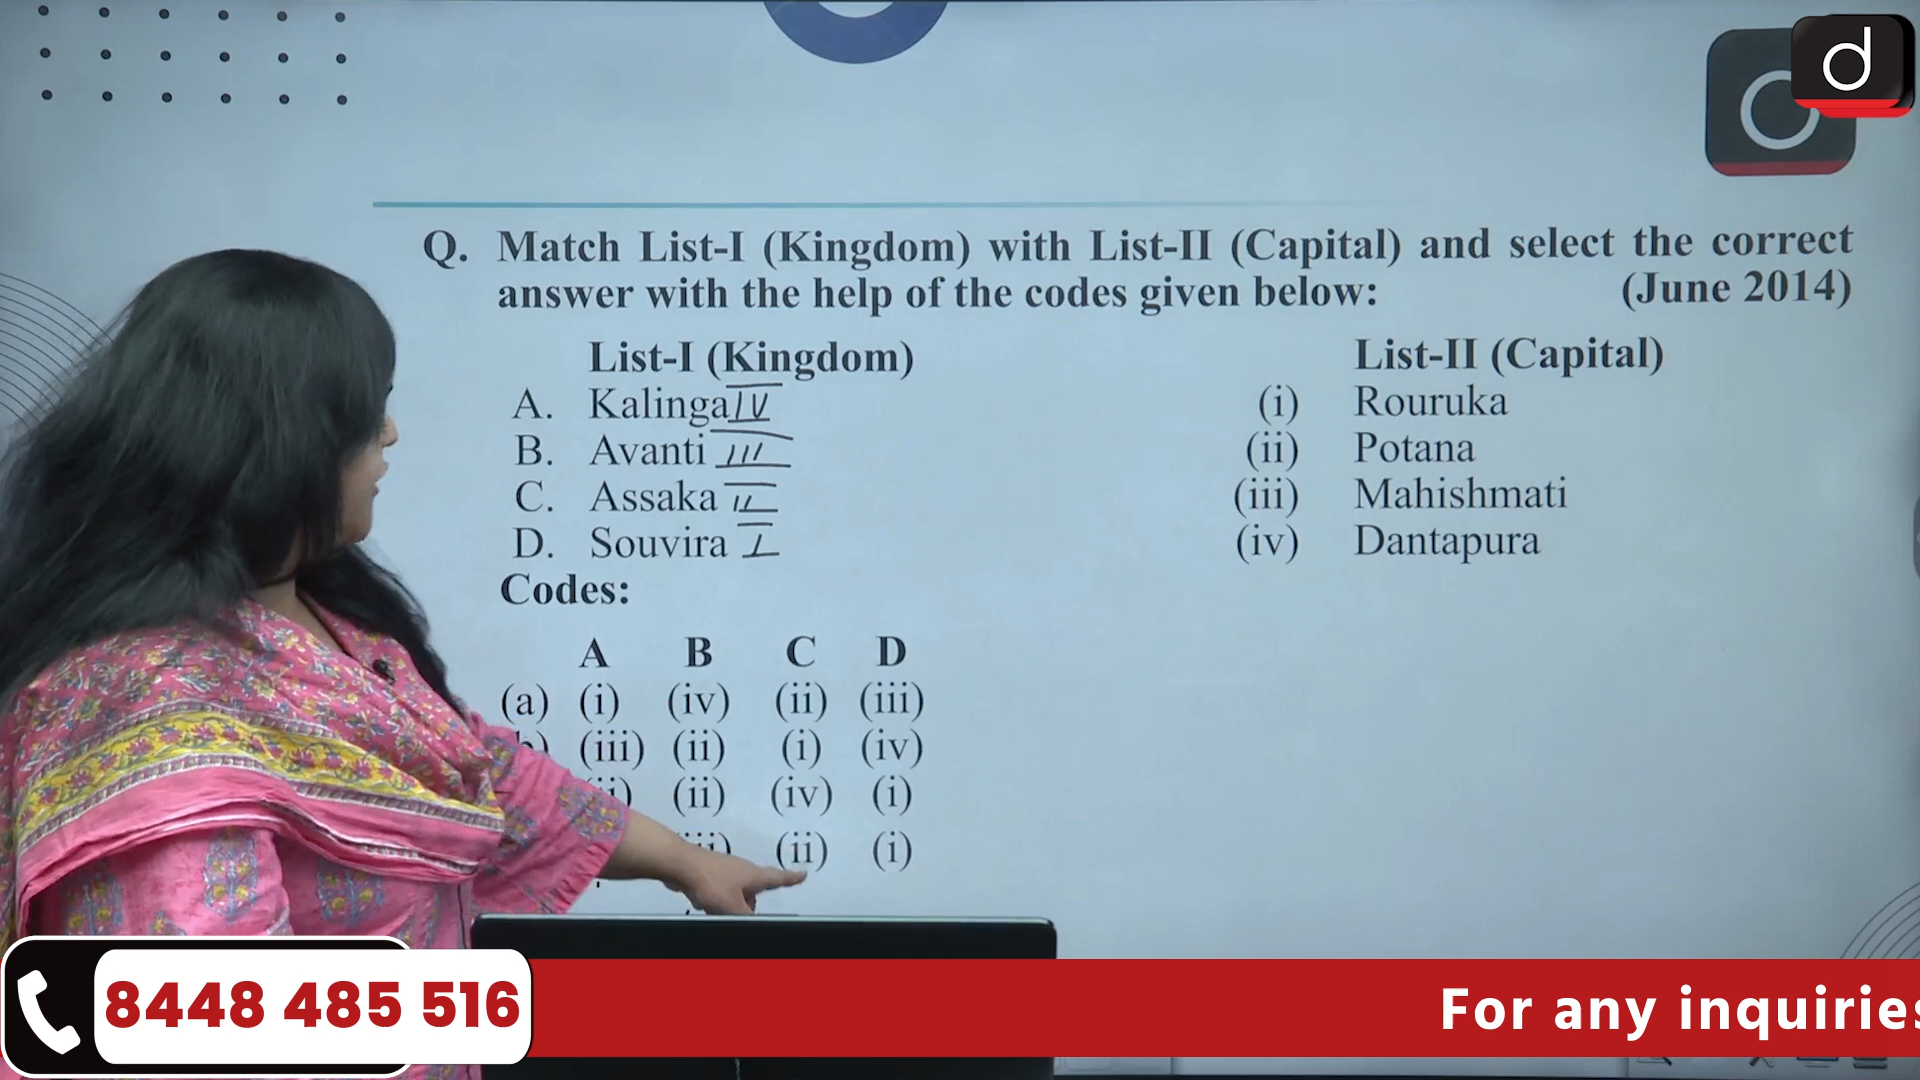 d
Q. Match List-I (Kingdom) with List-II (Capital) and select the correct
answer with the help of the codes given below: (June 2014)
List-I (Kingdom) List-II (Capital)
A. Kalinga IV (i) Rouruka
B. Avanti III (ii) Potana
C. Assaka II (iii) Mahishmati
D. Souvira I (iv) Dantapura
Codes:
A B C D
(a) (i) (iv) (ii) (iii)
(iii) (ii) (i) (iv)
(ii) (iv) (i)
(ii) (i)
8448 485 516
For any inquiries